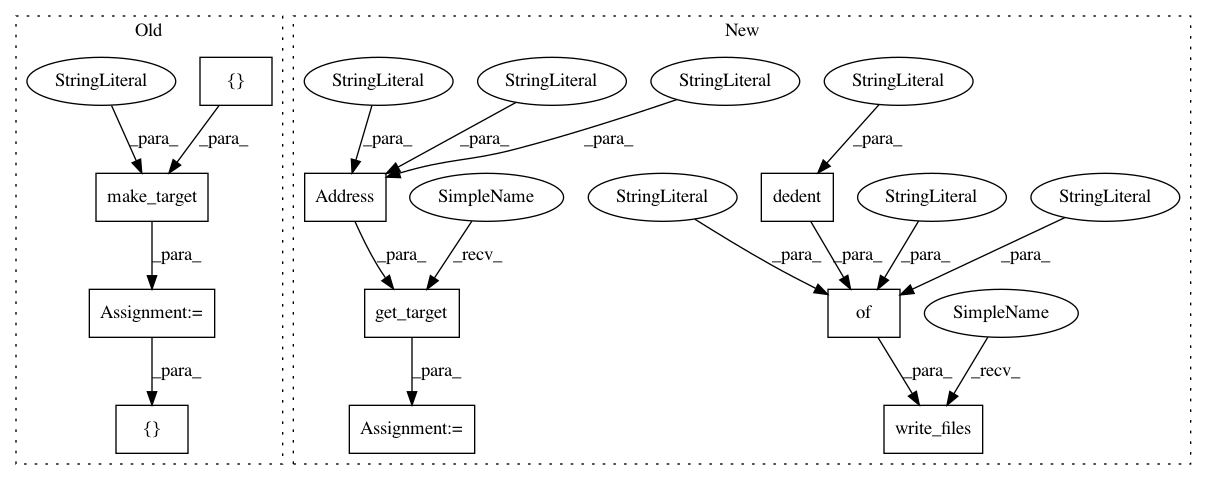 Old
New
StringLiteral
{}
StringLiteral
StringLiteral
StringLiteral
StringLiteral
_para_
_para_
_para_
_para_
_para_
_para_
make_target
Address
SimpleName
StringLiteral
dedent
StringLiteral
StringLiteral
_para_
_para_
_recv_
_para_
_para_
_para_
_para_
Assignment:=
get_target
of
SimpleName
_para_
_para_
_para_
_recv_
{}
Assignment:=
write_files